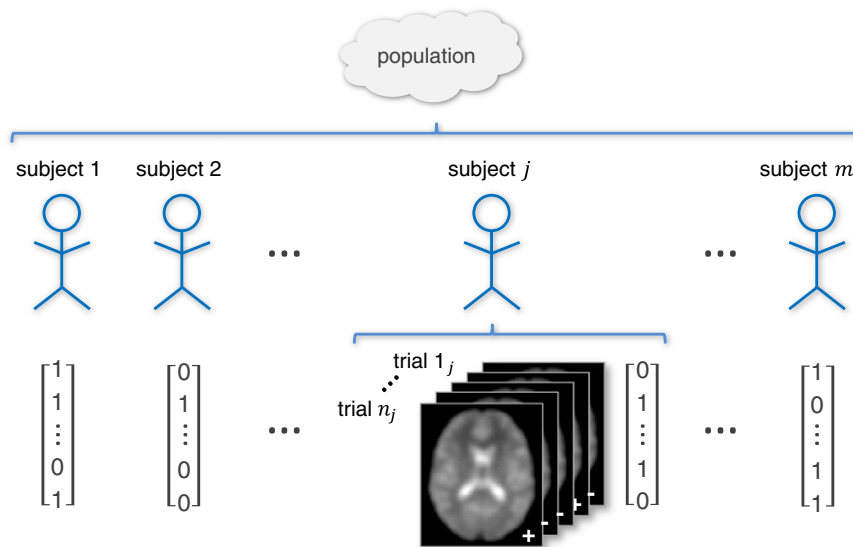 population
subject 1 subject 2 subject j subject m
... ...
trial 1j
trial nj
... ...
1 0 0 1
1 1 1 0
⋮ ⋮ ⋮ ⋮
0 0 1 1
1 0 0 1
+ - - + -